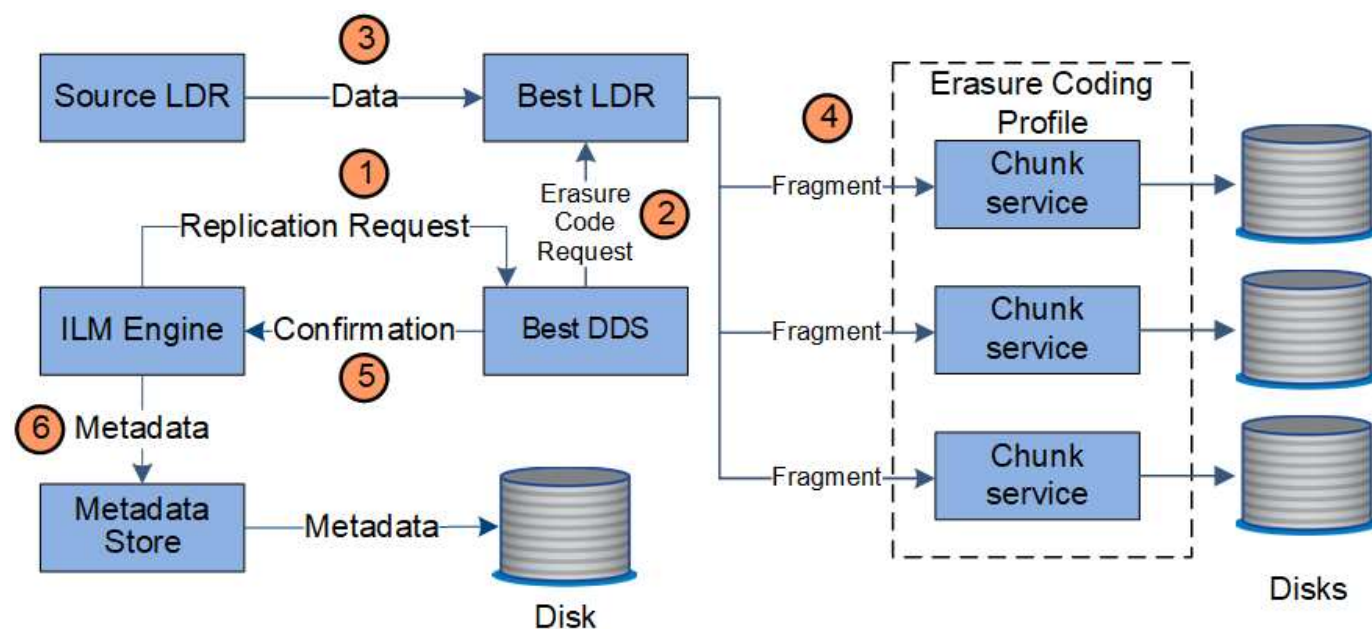 3
Source LDR
Data
Best LDR
4
Erasure Coding
Profile
Chunk
service
Fragment
1
Replication Request
Erasure
Code
Request
2
ILM Engine
Confirmation
Best DDS
5
Fragment
Chunk
service
6
Metadata
Fragment
Chunk
service
Metadata
Store
Metadata
Disk
Disks